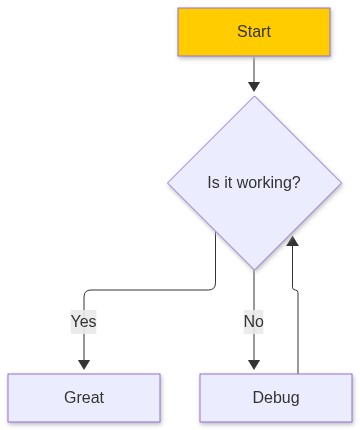 Start
Is it working?
Yes
No
Great
Debug